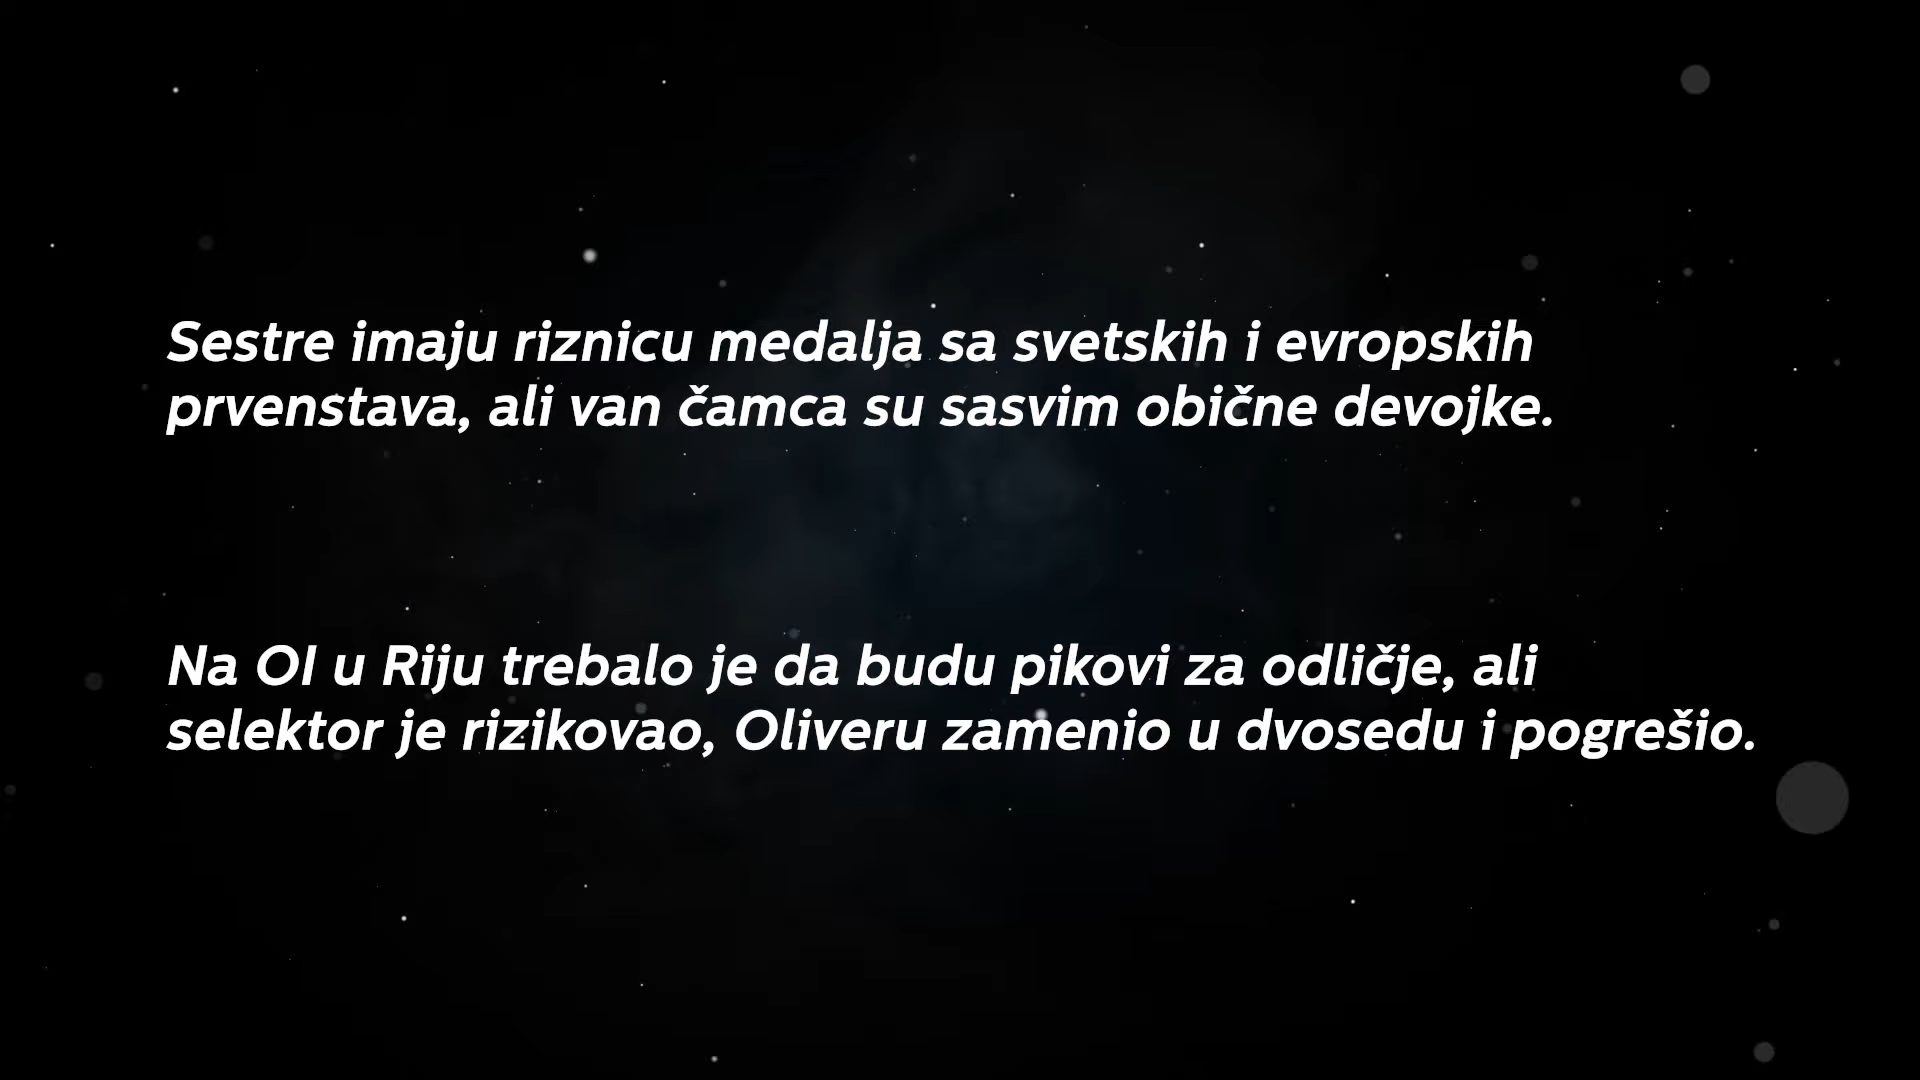 Sestre imaju riznicu medalja sa svetskih i evropskih
prvenstava, ali van čamca su sasvim obične devojke.
Na OI u Riju trebalo je da budu pikovi za odličje, ali
selektor je rizikovao, Oliveru zamenio u dvosedu i pogrešio.